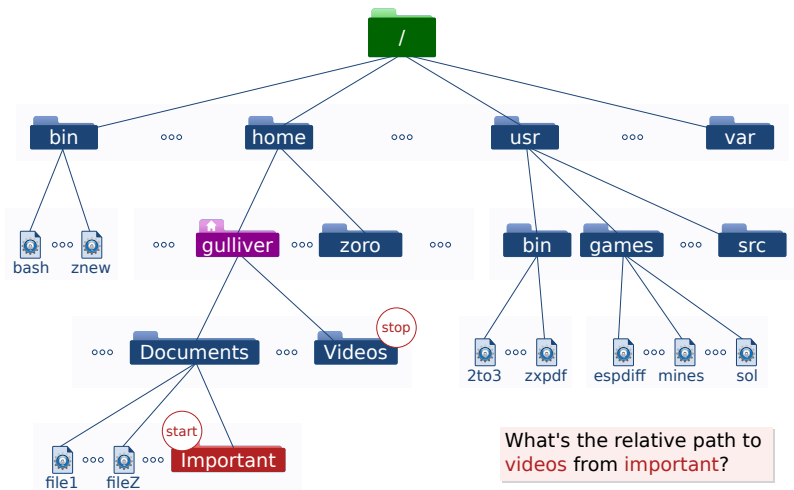 /
bin
home
usr
var
bash
znew
gulliver
zoro
bin
games
src
Documents
Videos
stop
2to3
zxpdf
espdiff
mines
sol
file1
fileZ
start
Important
What's the relative path to
videos from important?